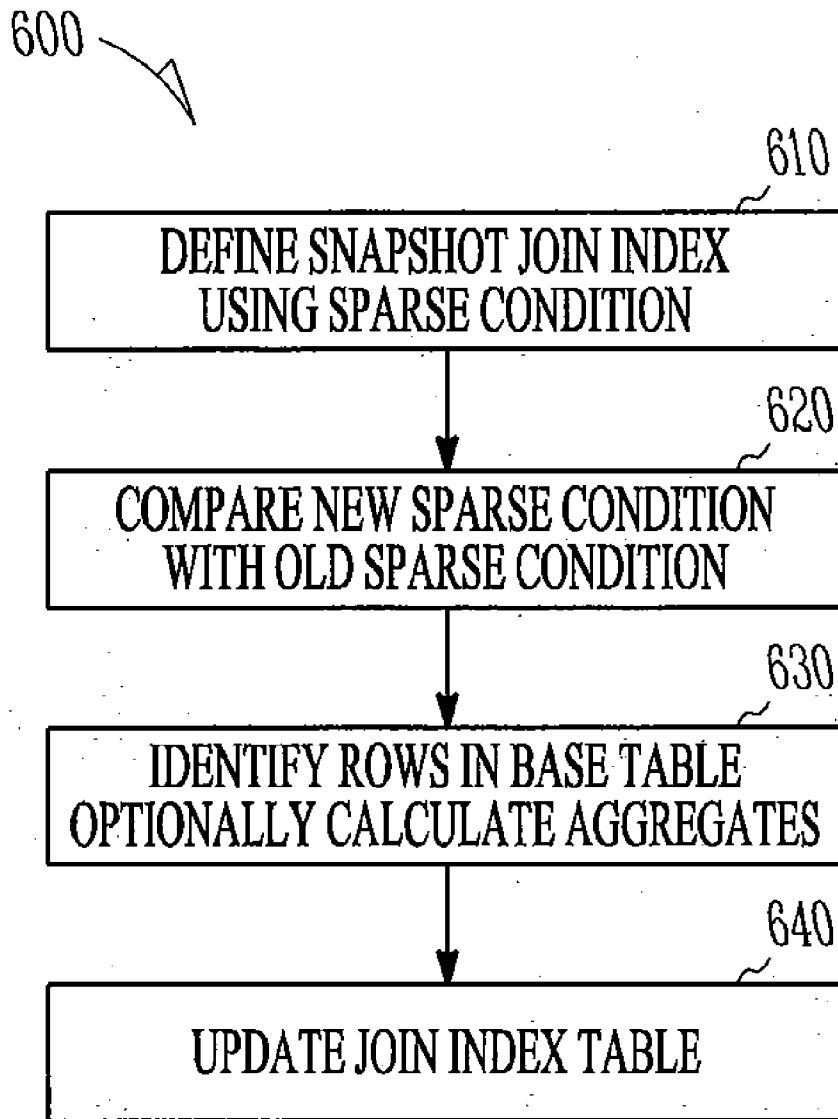 600
610
DEFINE SNAPSHOT JOIN INDEX
USING SPARSE CONDITION
620
COMPARE NEW SPARSE CONDITION
WITH OLD SPARSE CONDITION
630
IDENTIFY ROWS IN BASE TABLE
OPTIONALLY CALCULATE AGGREGATES
640
UPDATE JOIN INDEX TABLE